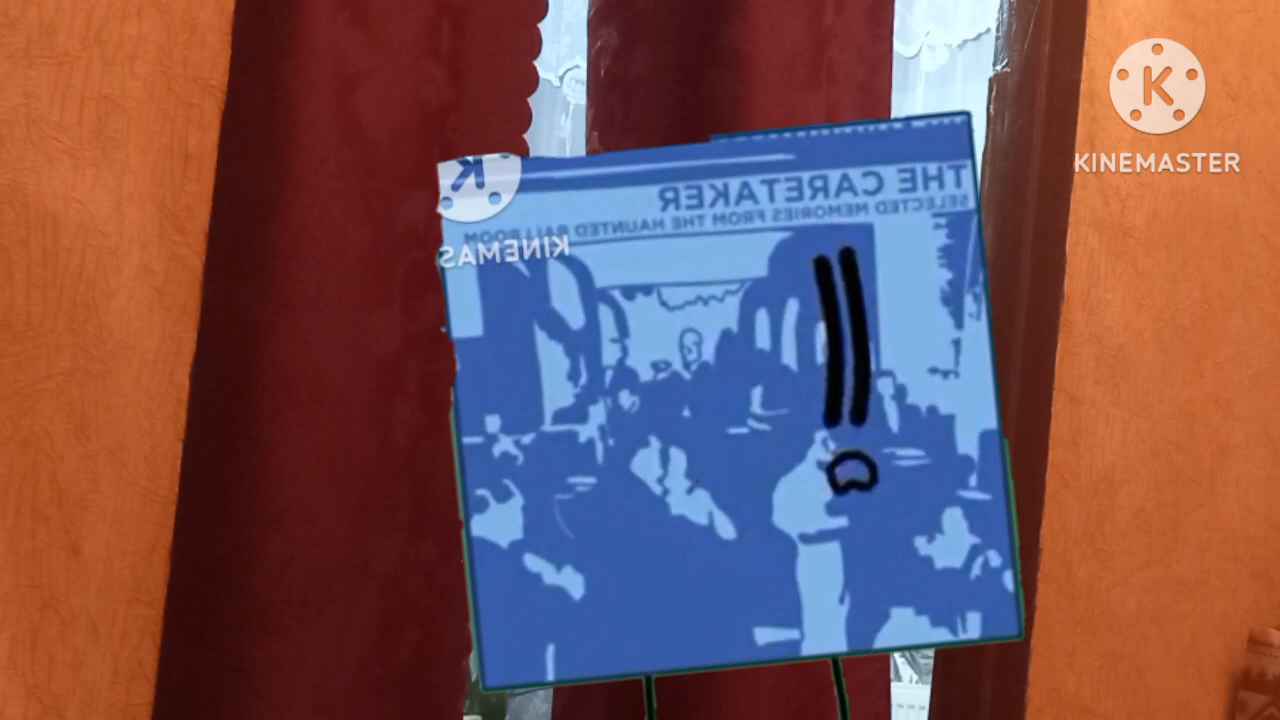 K
KINEMASTER
K
KINEMAS
THE CARETAKER
SELECTED MEMORIES FROM THE HAUNTED BALLROOM